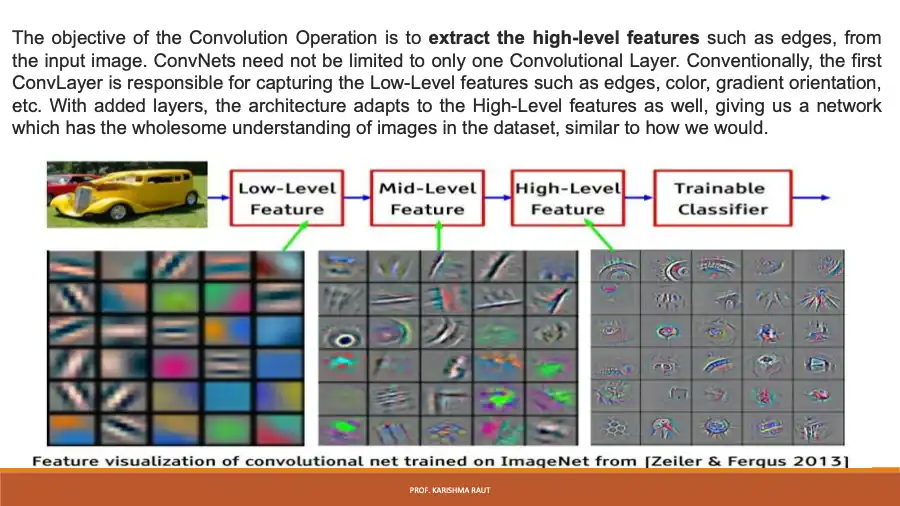 The objective of the Convolution Operation is to extract the high-level features such as edges, from
the input image. ConvNets need not be limited to only one Convolutional Layer. Conventionally, the first
ConvLayer is responsible for capturing the Low-Level features such as edges, color, gradient orientation,
etc. With added layers, the architecture adapts to the High-Level features as well, giving us a network
which has the wholesome understanding of images in the dataset, similar to how we would.
Low-Level
Feature
Mid-Level
Feature
High-Level
Feature
Trainable
Classifier
Feature visualization of convolutional net trained on ImageNet from [Zeiler & Fergus 2013]
PROF. KARISHMA RAUT